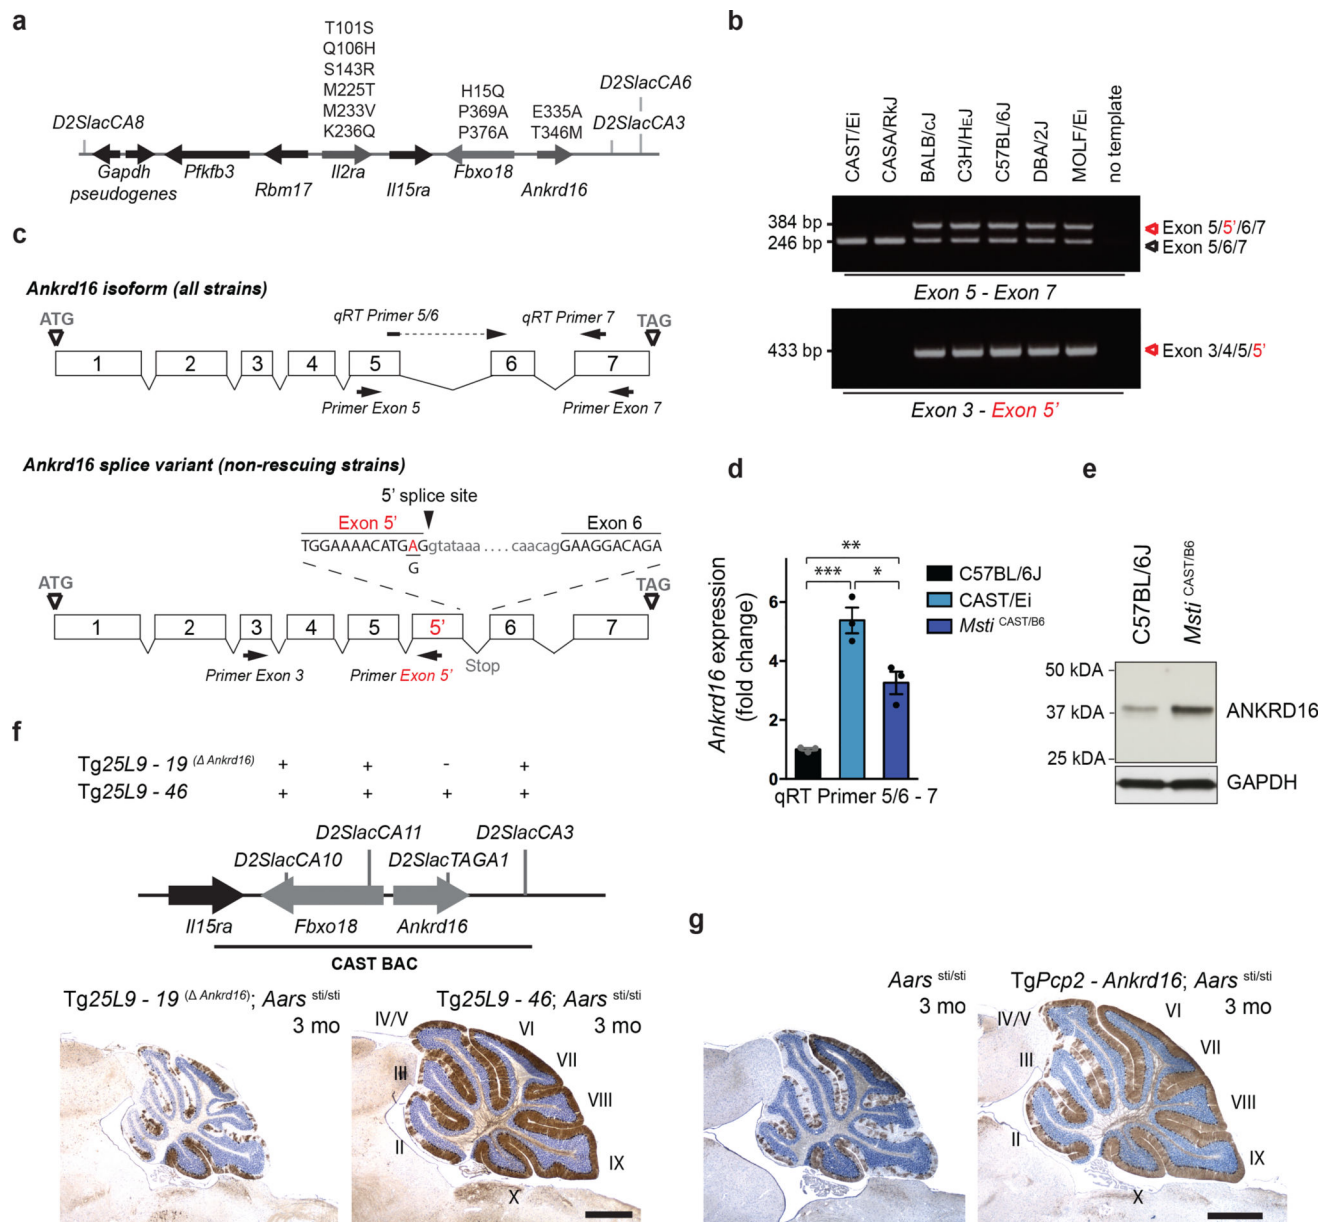 a
T101S
Q106H
S143R
M225T
M233V
K236Q
H15Q
P369A
P376A
E335A
T346M
D2SlacCA8
D2SlacCA6
D2SlacCA3
Gapdh
pseudogenes
Pfkfb3
Rbm17
Il2ra
Il15ra
Fbxo18
Ankrd16
b
CAST/Ei
CASA/RkJ
BALB/cJ
C3H/HEJ
C57BL/6J
DBA/2J
MOLF/EI
no template
384 bp
246 bp
Exon 5/5'/6/7
Exon 5/6/7
Exon 5 - Exon 7
433 bp
Exon 3/4/5/5'
Exon 3 - Exon 5'
c
Ankrd16 isoform (all strains)
ATG
qRT Primer 5/6
qRT Primer 7
TAG
1 2 3 4 5 6 7
Primer Exon 5
Primer Exon 7
Ankrd16 splice variant (non-rescuing strains)
5' splice site
Exon 5'
Exon 6
TGGAAAACATGAGgtataaa . . . . caacagGAAGGACAGA
G
ATG
TAG
1 2 3 4 5 5' 6 7
Primer Exon 3
Primer Exon 5'
Stop
d
**
***
*
C57BL/6J
CAST/Ei
Msti CAST/B6
Ankrd16 expression
(fold change)
6
4
2
0
qRT Primer 5/6 - 7
e
C57BL/6J
Msti CAST/B6
50 kDA
37 kDA
25 kDA
ANKRD16
GAPDH
f
Tg25L9 - 19 (Δ Ankrd16) + + - +
Tg25L9 - 46 + + + +
D2SlacCA11
D2SlacCA3
D2SlacCA10
D2SlacTAGA1
Il15ra
Fbxo18
Ankrd16
CAST BAC
Tg25L9 - 19 (Δ Ankrd16); Aars sti/sti
3 mo
Tg25L9 - 46; Aars sti/sti
3 mo
IV/V
VI
VII
III
VIII
II
IX
X
g
Aars sti/sti
3 mo
TgPcp2 - Ankrd16; Aars sti/sti
3 mo
IV/V
VI
VII
III
VIII
II
IX
X